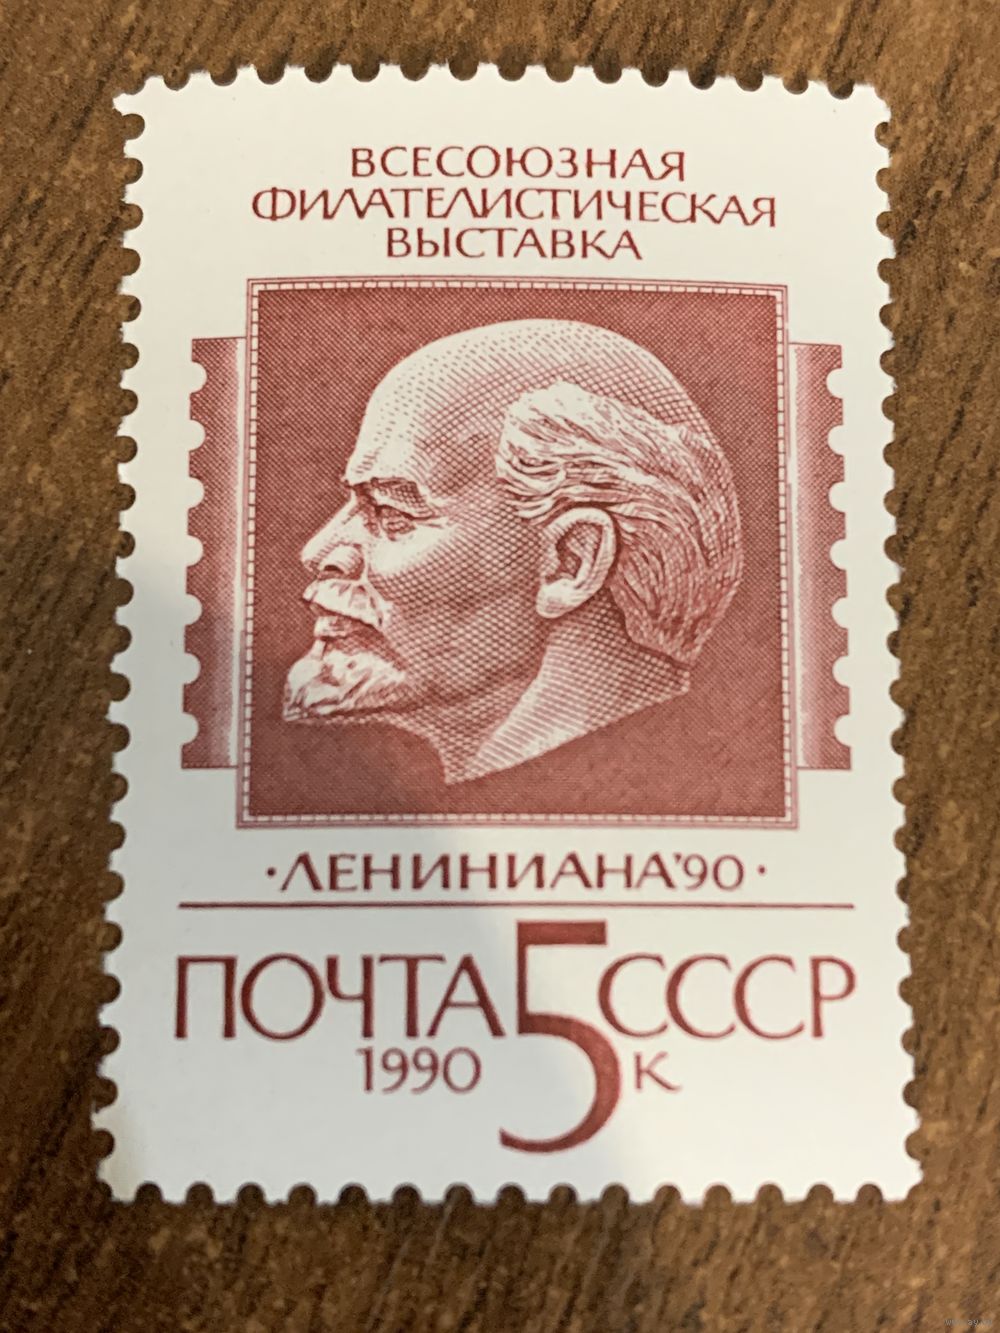 ВСЕСОЮЗНАЯ
ФИЛАТЕЛИСТИЧЕСКАЯ
ВЫСТАВКА
·ЛЕНИНИАНА'90·
ПОЧТА 5 СССР
1990 К